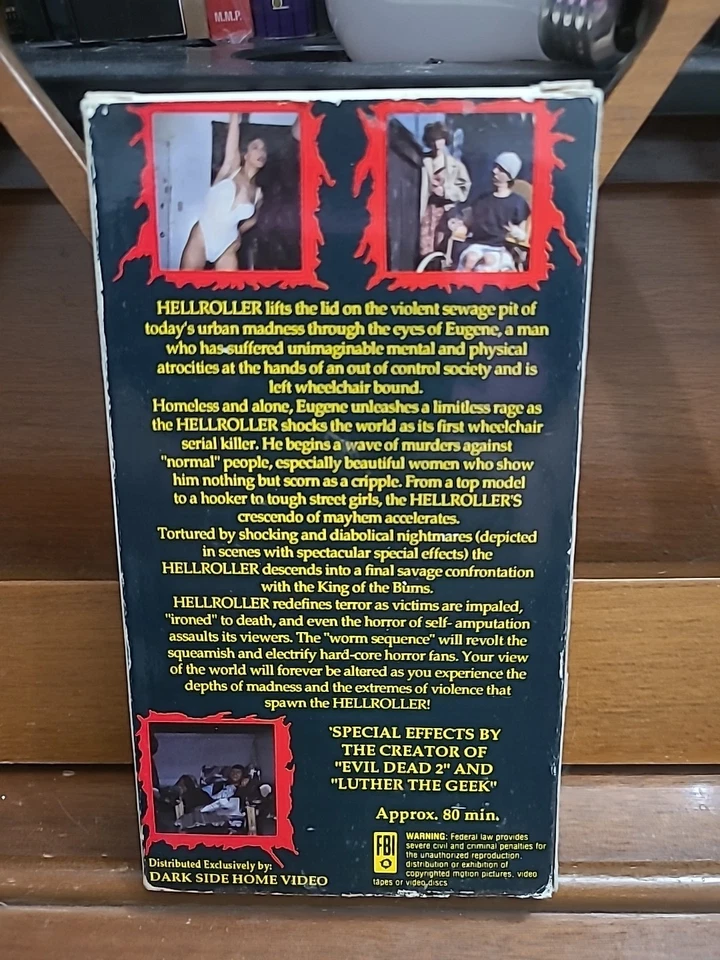 M.M.P.
HELLROLLER lifts the lid on the violent sewage pit of
today's urban madness through the eyes of Eugene, a man
who has suffered unimaginable mental and physical
atrocities at the hands of an out of control society and is
left wheelchair bound.
Homeless and alone, Eugene unleashes a limitless rage as
the HELLROLLER shocks the world as its first wheelchair
serial killer. He begins a wave of murders against
"normal" people, especially beautiful women who show
him nothing but scorn as a cripple. From a top model
to a hooker to tough street girls, the HELLROLLER'S
crescendo of mayhem accelerates.
Tortured by shocking and diabolical nightmares (depicted
in scenes with spectacular special effects) the
HELLROLLER descends into a final savage confrontation
with the King of the Bums.
HELLROLLER redefines terror as victims are impaled,
"ironed" to death, and even the horror of self- amputation
assaults its viewers. The "worm sequence" will revolt the
squeamish and electrify hard-core horror fans. Your view
of the world will forever be altered as you experience the
depths of madness and the extremes of violence that
spawn the HELLROLLER!
'SPECIAL EFFECTS BY
THE CREATOR OF
"EVIL DEAD 2" AND
"LUTHER THE GEEK"
Approx. 80 min.
FBI
WARNING: Federal law provides
severe civil and criminal penalties for
the unauthorized reproduction,
distribution or exhibition of
copyrighted motion pictures, video
tapes or video discs
Distributed Exclusively by:
DARK SIDE HOME VIDEO